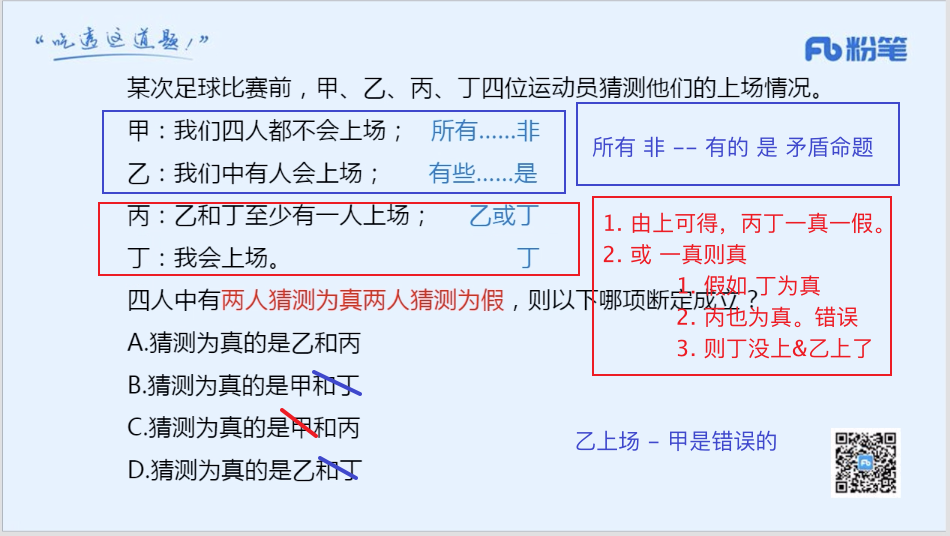 “吃透这道题!”
粉笔
某次足球比赛前，甲、乙、丙、丁四位运动员猜测他们的上场情况。
甲：我们四人都不会上场； 所有……非
乙：我们中有人会上场； 有些……是
所有 非 -- 有的 是 矛盾命题
丙：乙和丁至少有一人上场； 乙或丁
丁：我会上场。 丁
1. 由上可得，丙丁一真一假。
2. 或 一真则真
1. 假如 丁为真
2. 丙也为真。错误
3. 则丁没上&乙上了
四人中有两人猜测为真两人猜测为假，则以下哪项断定成立？
A.猜测为真的是乙和丙
B.猜测为真的是甲和丁
C.猜测为真的是甲和丙
D.猜测为真的是乙和丁
乙上场 - 甲是错误的